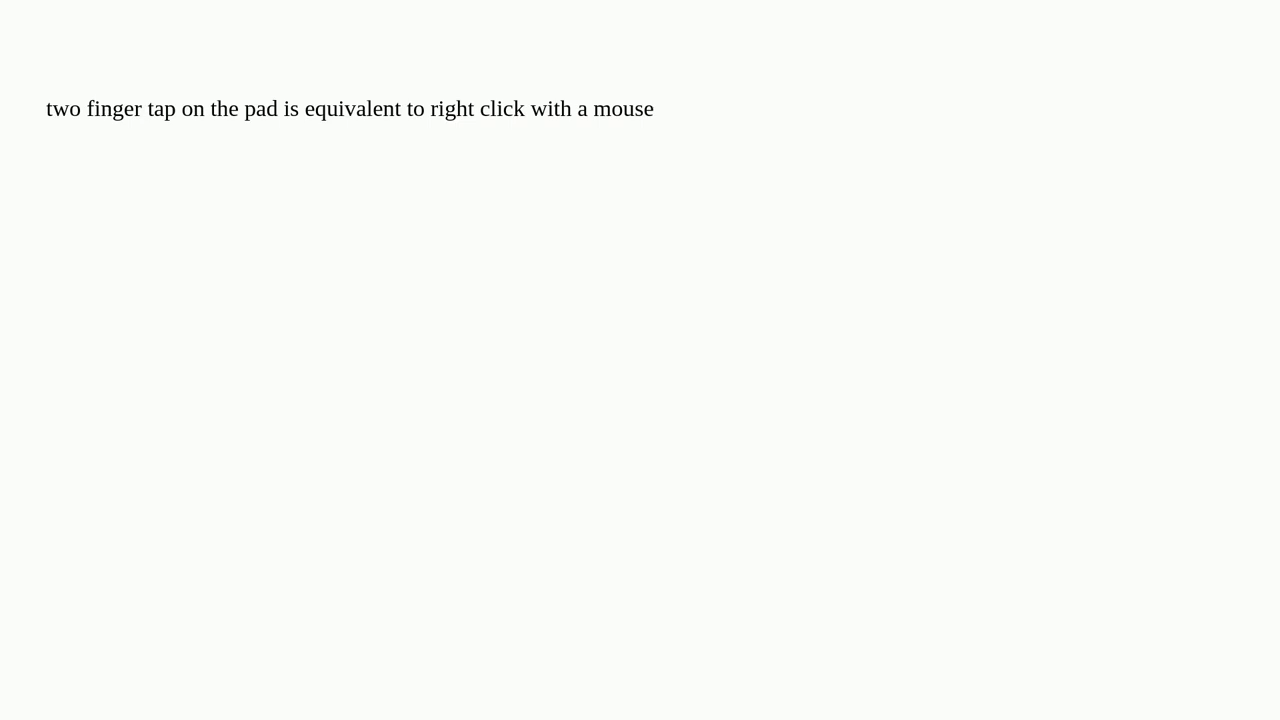 two finger tap on the pad is equivalent to right click with a mouse